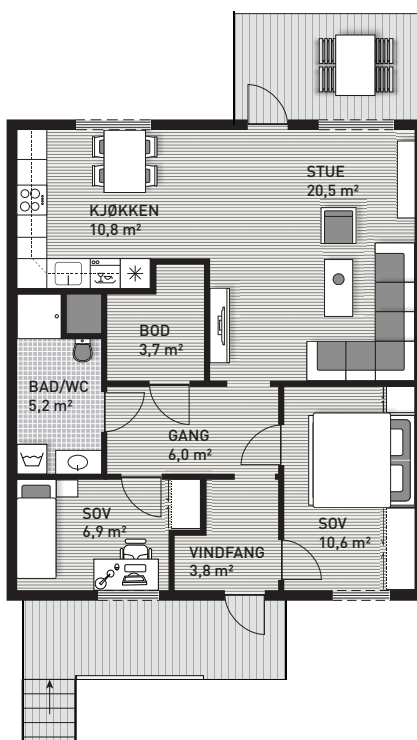 STUE
20,5 m²
KJØKKEN
10,8 m²
BOD
3,7 m²
BAD/WC
5,2 m²
GANG
6,0 m²
SOV
6,9 m²
SOV
10,6 m²
VINDFANG
3,8 m²